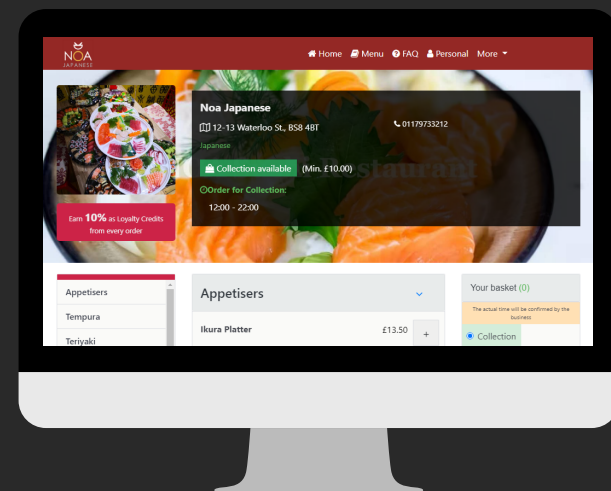 NOA
JAPANESE
Home Menu FAQ Personal More
Noa Japanese
12-13 Waterloo St., BS8 4BT
01179733212
Japanese
Collection available (Min. £10.00)
Restaurant
Order for Collection:
12:00 - 22:00
Earn 10% as Loyalty Credits
from every order
Appetisers
Tempura
Teriyaki
Appetisers
Ikura Platter £13.50 +
Your basket (0)
The actual time will be confirmed by the
business
Collection